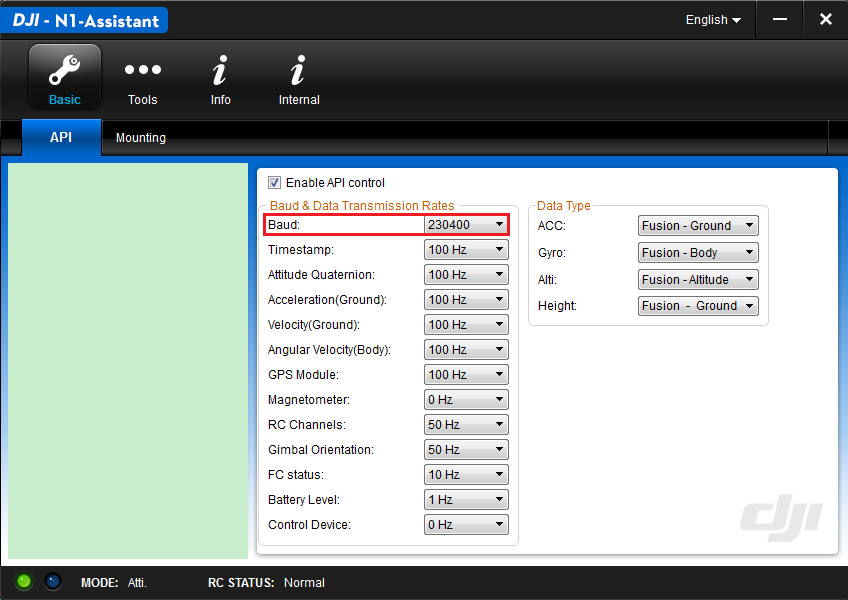 DJI - N1-Assistant
English
Basic
Tools
Info
Internal
API
Mounting
Enable API control
Baud & Data Transmission Rates
Baud: 230400
Timestamp: 100 Hz
Attitude Quaternion: 100 Hz
Acceleration(Ground): 100 Hz
Velocity(Ground): 100 Hz
Angular Velocity(Body): 100 Hz
GPS Module: 100 Hz
Magnetometer: 0 Hz
RC Channels: 50 Hz
Gimbal Orientation: 50 Hz
FC status: 10 Hz
Battery Level: 1 Hz
Control Device: 0 Hz
Data Type
ACC: Fusion - Ground
Gyro: Fusion - Body
Alti: Fusion - Altitude
Height: Fusion - Ground
dji
MODE: Atti.
RC STATUS: Normal